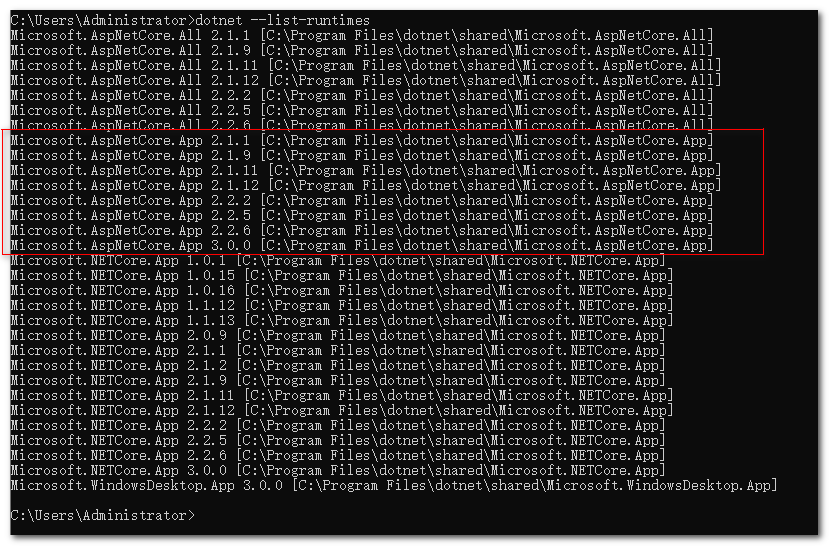 C:\Users\Administrator>dotnet --list-runtimes
Microsoft.AspNetCore.All 2.1.1 [C:\Program Files\dotnet\shared\Microsoft.AspNetCore.All]
Microsoft.AspNetCore.All 2.1.9 [C:\Program Files\dotnet\shared\Microsoft.AspNetCore.All]
Microsoft.AspNetCore.All 2.1.11 [C:\Program Files\dotnet\shared\Microsoft.AspNetCore.All]
Microsoft.AspNetCore.All 2.1.12 [C:\Program Files\dotnet\shared\Microsoft.AspNetCore.All]
Microsoft.AspNetCore.All 2.2.2 [C:\Program Files\dotnet\shared\Microsoft.AspNetCore.All]
Microsoft.AspNetCore.All 2.2.5 [C:\Program Files\dotnet\shared\Microsoft.AspNetCore.All]
Microsoft.AspNetCore.All 2.2.6 [C:\Program Files\dotnet\shared\Microsoft.AspNetCore.All]
Microsoft.AspNetCore.App 2.1.1 [C:\Program Files\dotnet\shared\Microsoft.AspNetCore.App]
Microsoft.AspNetCore.App 2.1.9 [C:\Program Files\dotnet\shared\Microsoft.AspNetCore.App]
Microsoft.AspNetCore.App 2.1.11 [C:\Program Files\dotnet\shared\Microsoft.AspNetCore.App]
Microsoft.AspNetCore.App 2.1.12 [C:\Program Files\dotnet\shared\Microsoft.AspNetCore.App]
Microsoft.AspNetCore.App 2.2.2 [C:\Program Files\dotnet\shared\Microsoft.AspNetCore.App]
Microsoft.AspNetCore.App 2.2.5 [C:\Program Files\dotnet\shared\Microsoft.AspNetCore.App]
Microsoft.AspNetCore.App 2.2.6 [C:\Program Files\dotnet\shared\Microsoft.AspNetCore.App]
Microsoft.AspNetCore.App 3.0.0 [C:\Program Files\dotnet\shared\Microsoft.AspNetCore.App]
Microsoft.NETCore.App 1.0.1 [C:\Program Files\dotnet\shared\Microsoft.NETCore.App]
Microsoft.NETCore.App 1.0.15 [C:\Program Files\dotnet\shared\Microsoft.NETCore.App]
Microsoft.NETCore.App 1.0.16 [C:\Program Files\dotnet\shared\Microsoft.NETCore.App]
Microsoft.NETCore.App 1.1.12 [C:\Program Files\dotnet\shared\Microsoft.NETCore.App]
Microsoft.NETCore.App 1.1.13 [C:\Program Files\dotnet\shared\Microsoft.NETCore.App]
Microsoft.NETCore.App 2.0.9 [C:\Program Files\dotnet\shared\Microsoft.NETCore.App]
Microsoft.NETCore.App 2.1.1 [C:\Program Files\dotnet\shared\Microsoft.NETCore.App]
Microsoft.NETCore.App 2.1.2 [C:\Program Files\dotnet\shared\Microsoft.NETCore.App]
Microsoft.NETCore.App 2.1.9 [C:\Program Files\dotnet\shared\Microsoft.NETCore.App]
Microsoft.NETCore.App 2.1.11 [C:\Program Files\dotnet\shared\Microsoft.NETCore.App]
Microsoft.NETCore.App 2.1.12 [C:\Program Files\dotnet\shared\Microsoft.NETCore.App]
Microsoft.NETCore.App 2.2.2 [C:\Program Files\dotnet\shared\Microsoft.NETCore.App]
Microsoft.NETCore.App 2.2.5 [C:\Program Files\dotnet\shared\Microsoft.NETCore.App]
Microsoft.NETCore.App 2.2.6 [C:\Program Files\dotnet\shared\Microsoft.NETCore.App]
Microsoft.NETCore.App 3.0.0 [C:\Program Files\dotnet\shared\Microsoft.NETCore.App]
Microsoft.WindowsDesktop.App 3.0.0 [C:\Program Files\dotnet\shared\Microsoft.WindowsDesktop.App]
C:\Users\Administrator>